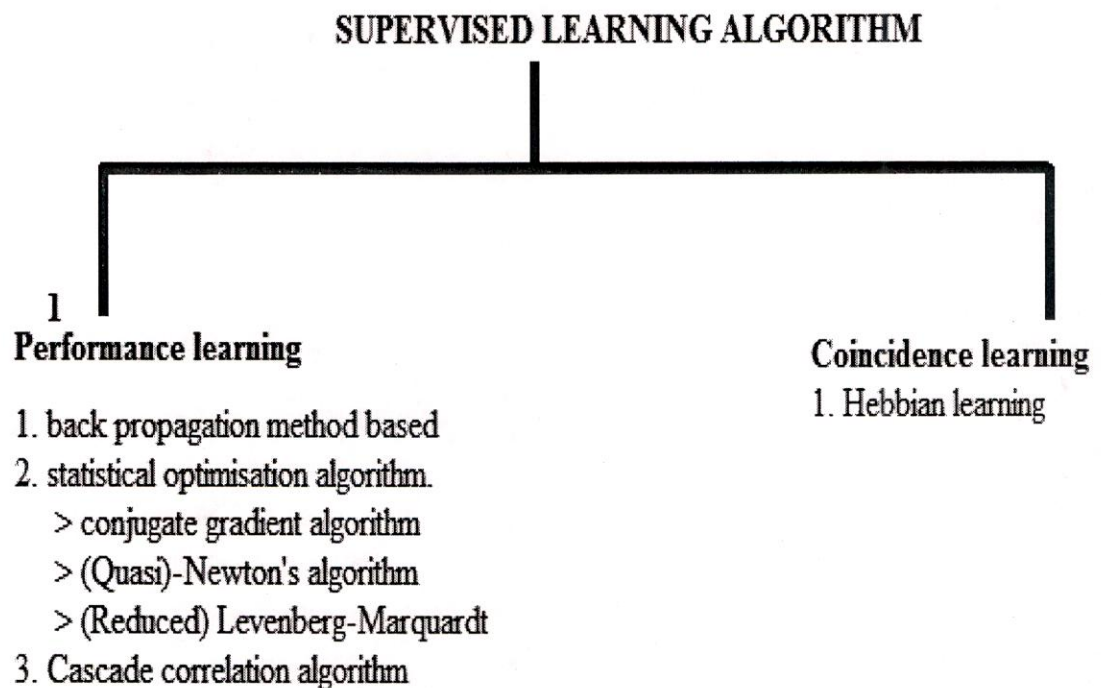 SUPERVISED LEARNING ALGORITHM
1
Performance learning
1. back propagation method based
2. statistical optimisation algorithm.
> conjugate gradient algorithm
> (Quasi)-Newton's algorithm
> (Reduced) Levenberg-Marquardt
3. Cascade correlation algorithm
Coincidence learning
1. Hebbian learning